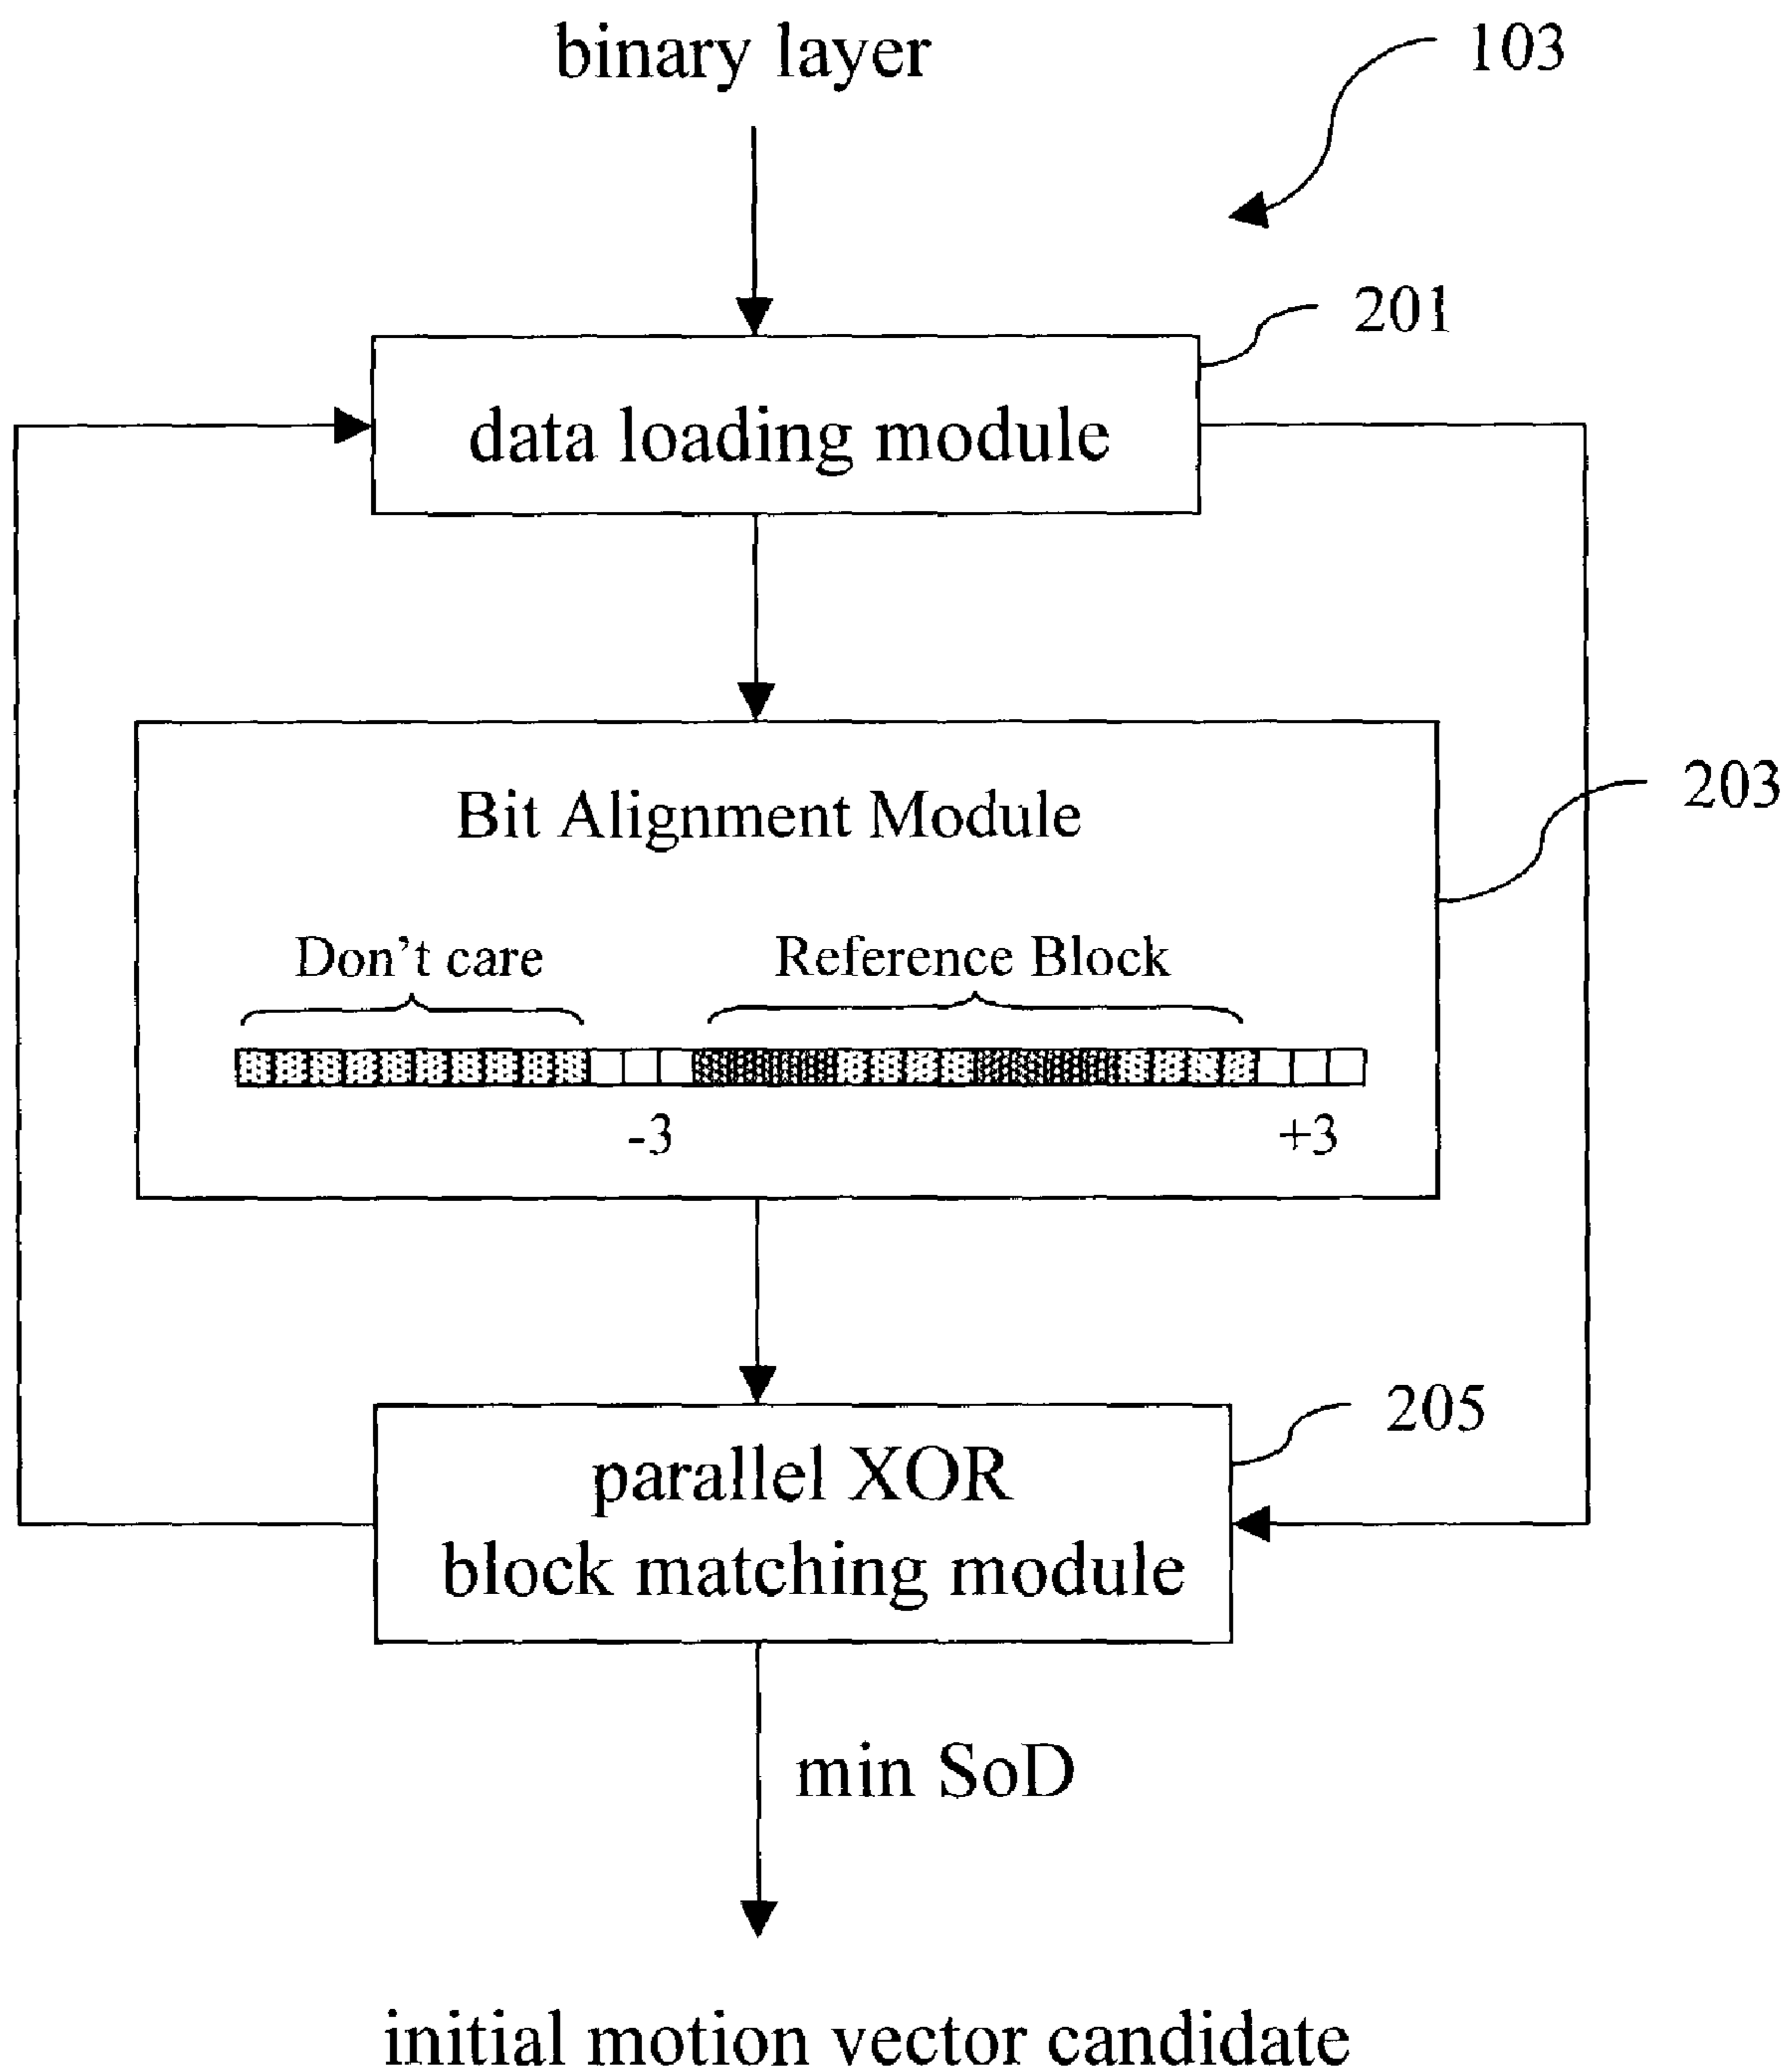 binary layer
103
201
data loading module
203
Bit Alignment Module
Don't care
Reference Block
-3
+3
205
parallel XOR
block matching module
min SoD
initial motion vector candidate